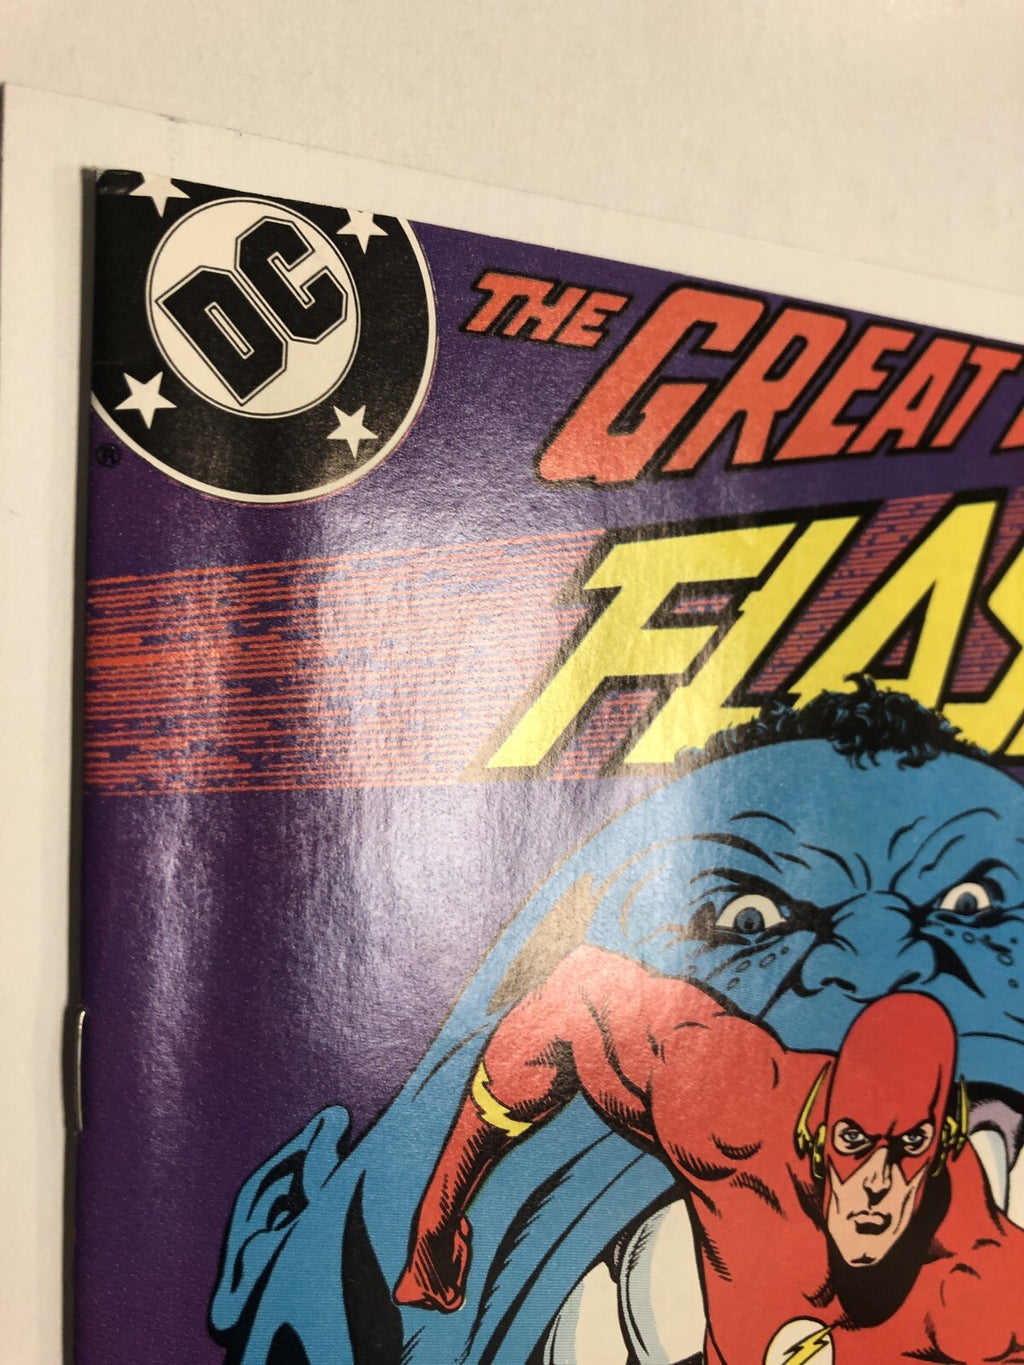 DC
®
THE GREAT
FLAS